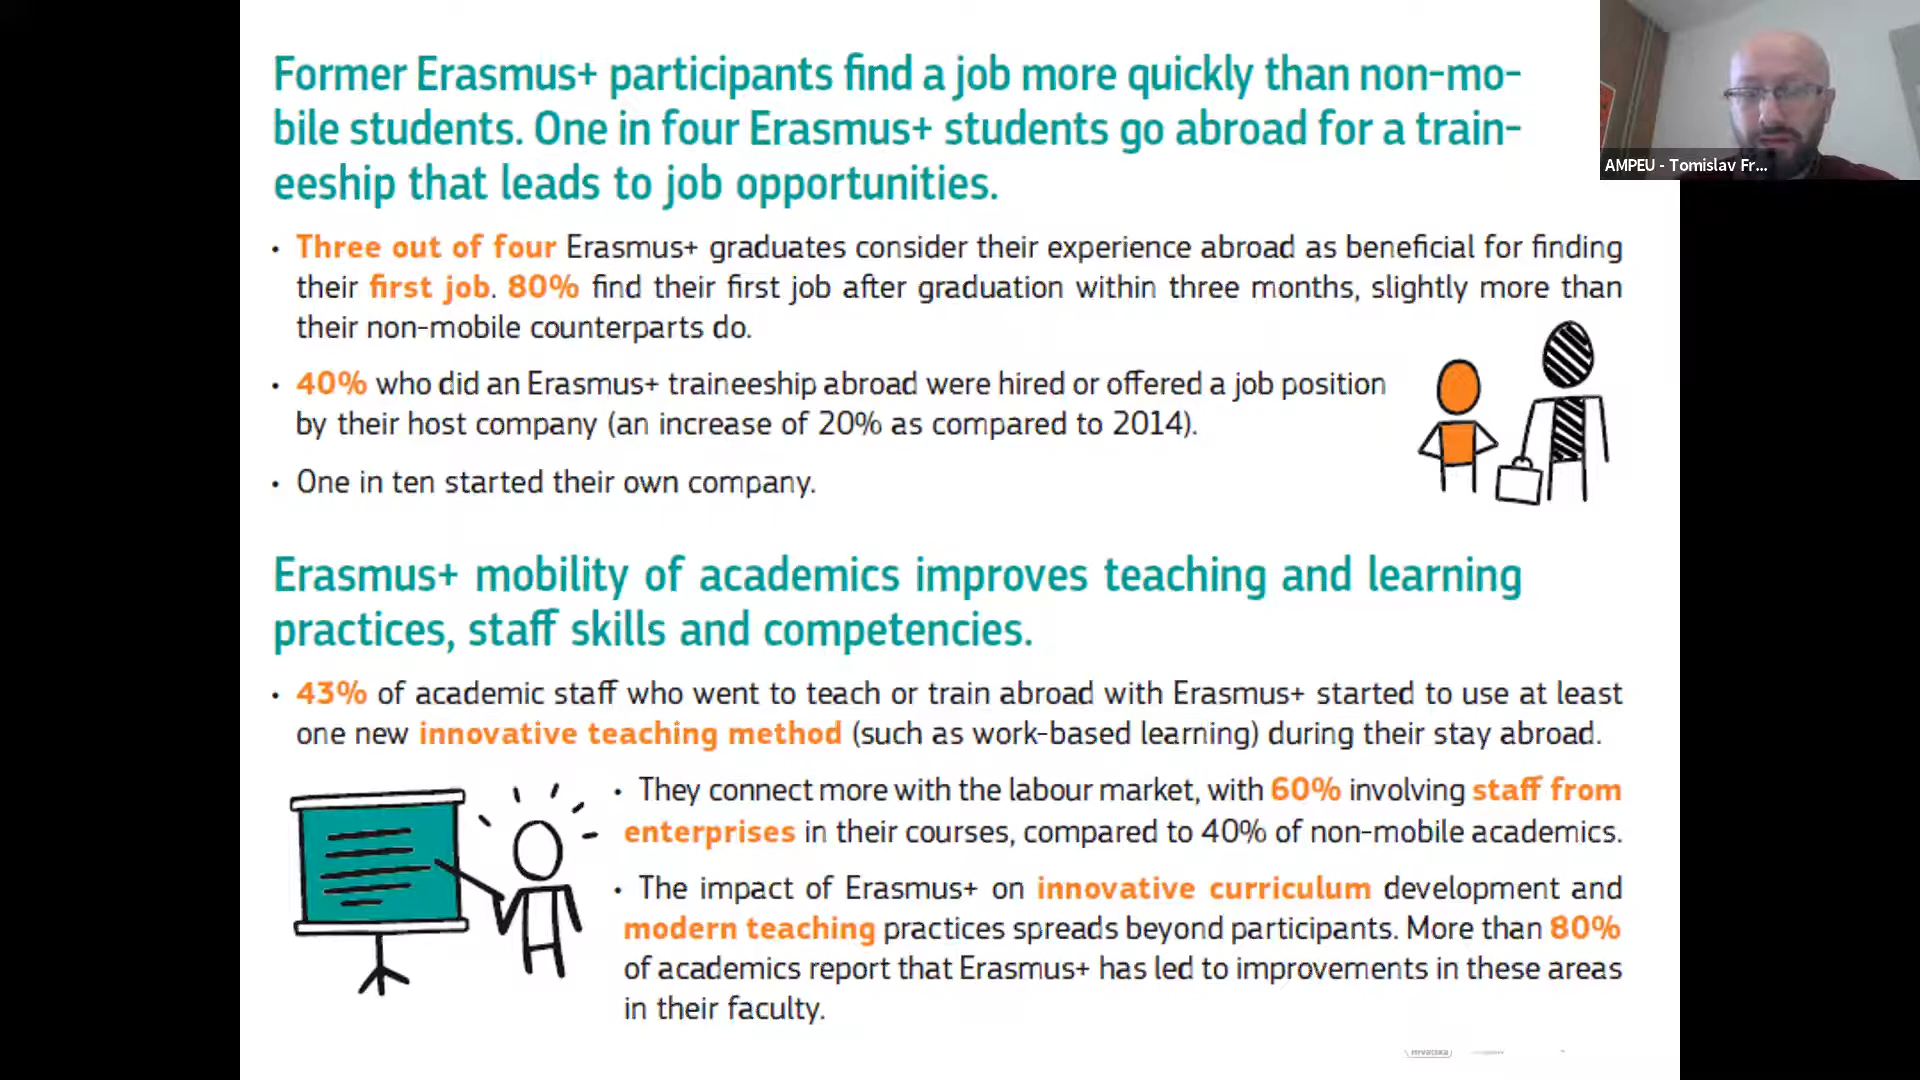 Former Erasmus+ participants find a job more quickly than non-mo-
bile students. One in four Erasmus+ students go abroad for a train-
eeship that leads to job opportunities.
AMPEU - Tomislav Fr...
• Three out of four Erasmus+ graduates consider their experience abroad as beneficial for finding
their first job. 80% find their first job after graduation within three months, slightly more than
their non-mobile counterparts do.
• 40% who did an Erasmus+ traineeship abroad were hired or offered a job position
by their host company (an increase of 20% as compared to 2014).
• One in ten started their own company.
Erasmus+ mobility of academics improves teaching and learning
practices, staff skills and competencies.
• 43% of academic staff who went to teach or train abroad with Erasmus+ started to use at least
one new innovative teaching method (such as work-based learning) during their stay abroad.
• They connect more with the labour market, with 60% involving staff from
enterprises in their courses, compared to 40% of non-mobile academics.
• The impact of Erasmus+ on innovative curriculum development and
modern teaching practices spreads beyond participants. More than 80%
of academics report that Erasmus+ has led to improvements in these areas
in their faculty.